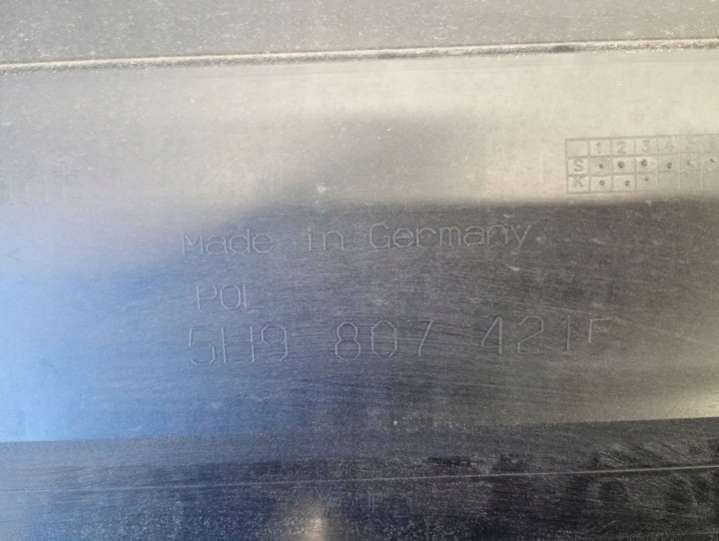 1 2 3 4
S
K
Made in Germany
POL
5H9 807 421F